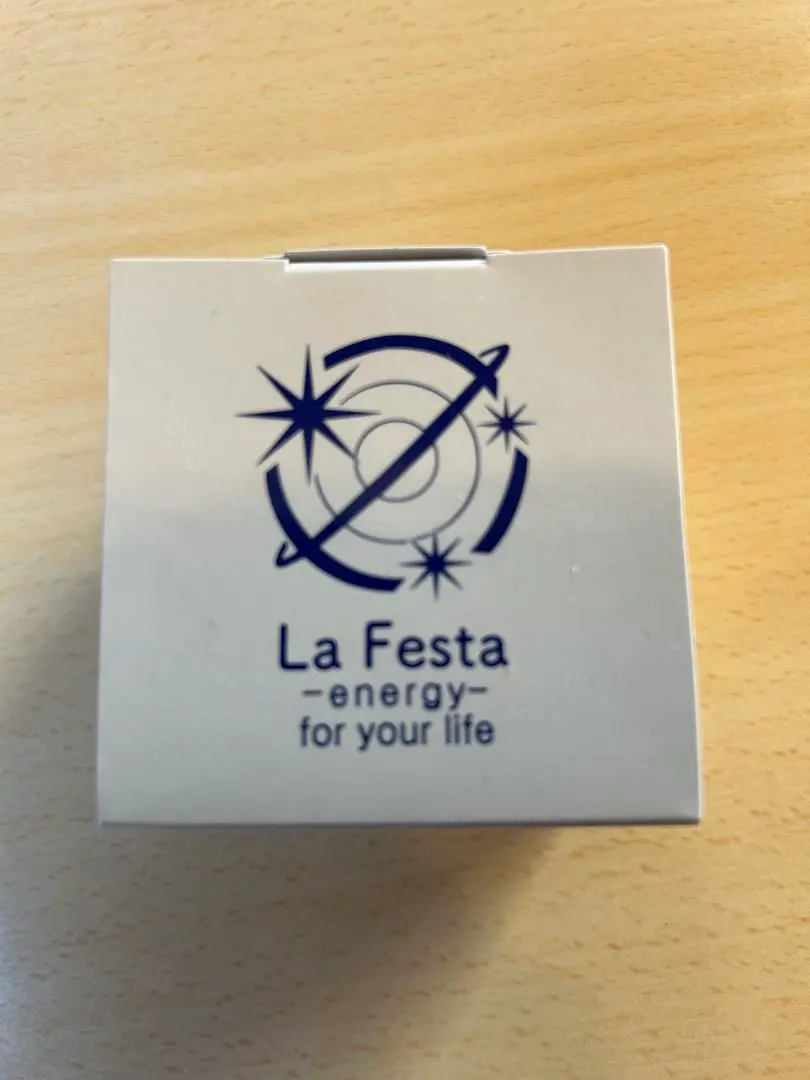 La Festa
–energy–
for your life